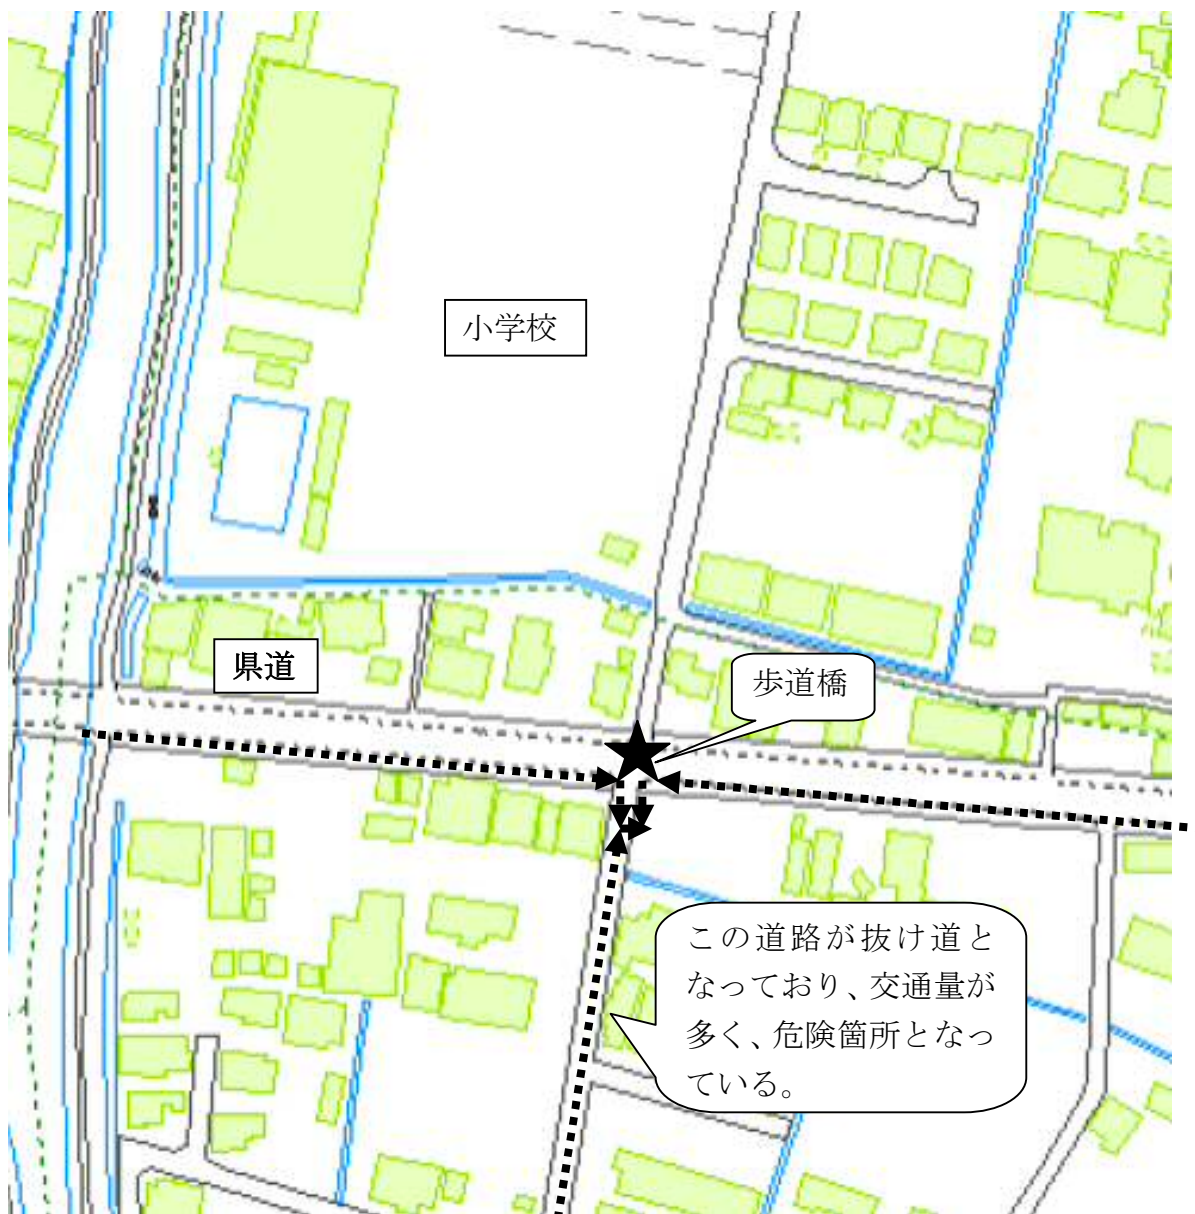 小学校
県道
歩道橋
この道路が抜け道と
なっており、交通量が
多く、危険箇所となっ
ている。